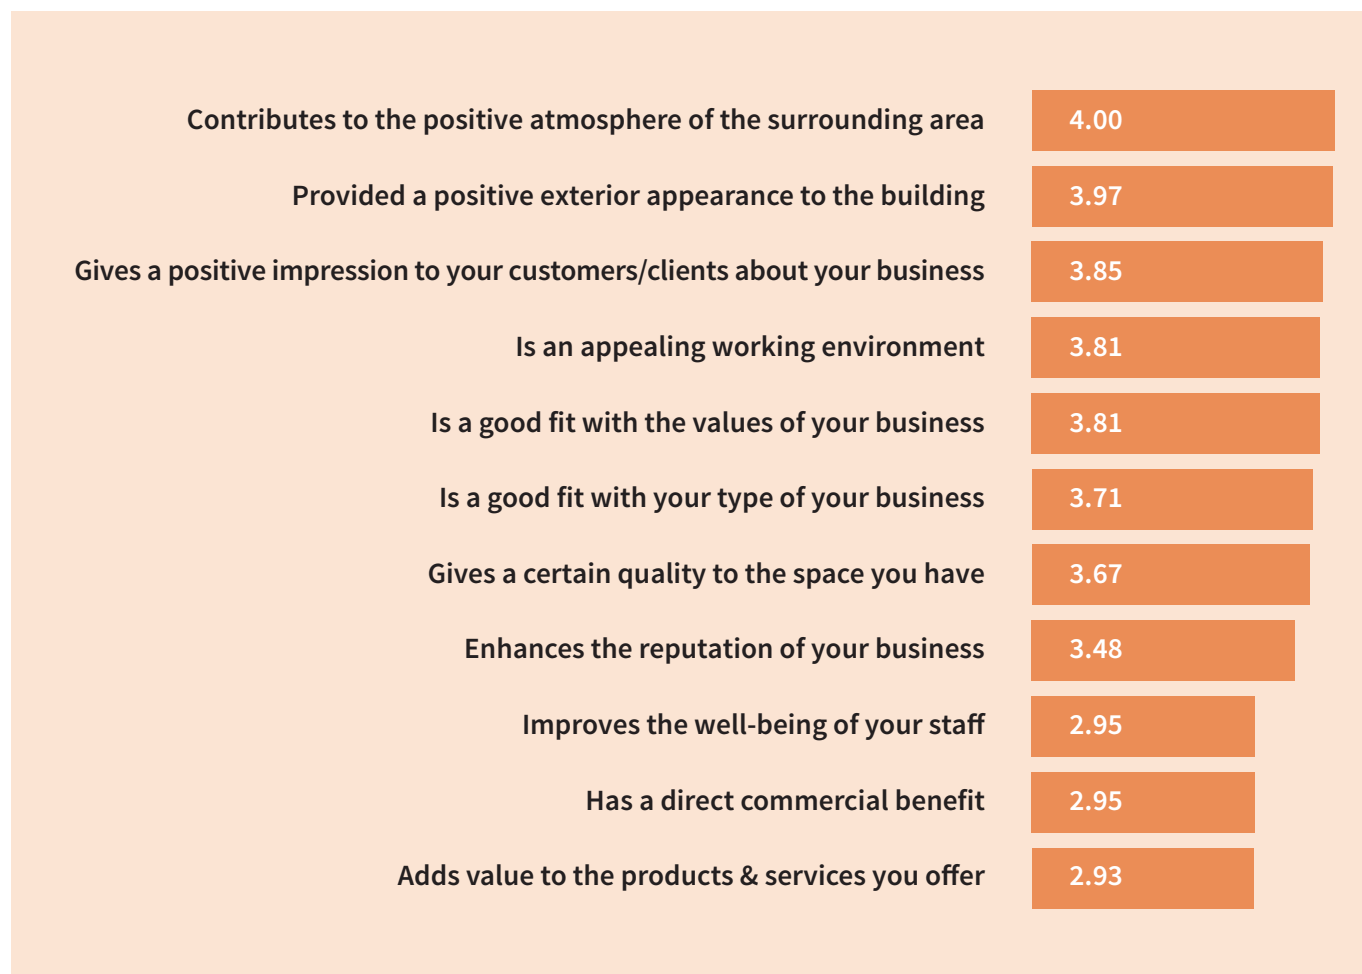 Contributes to the positive atmosphere of the surrounding area 4.00
Provided a positive exterior appearance to the building 3.97
Gives a positive impression to your customers/clients about your business 3.85
Is an appealing working environment 3.81
Is a good fit with the values of your business 3.81
Is a good fit with your type of your business 3.71
Gives a certain quality to the space you have 3.67
Enhances the reputation of your business 3.48
Improves the well-being of your staff 2.95
Has a direct commercial benefit 2.95
Adds value to the products & services you offer 2.93